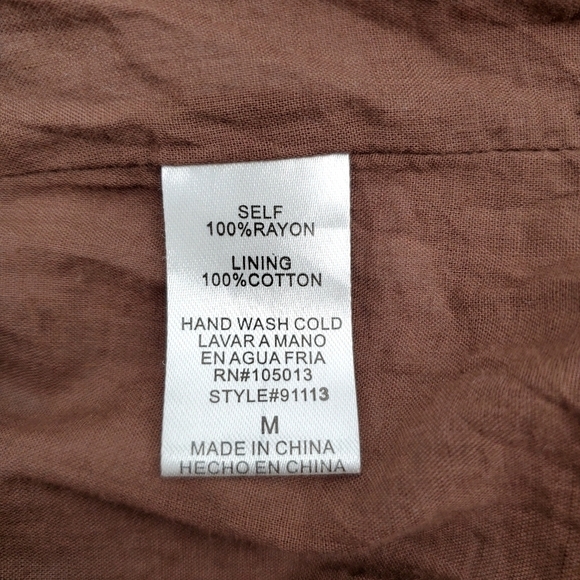 SELF
100%RAYON
LINING
100%COTTON
HAND WASH COLD
LAVAR A MANO
EN AGUA FRIA
RN#105013
STYLE#91113
M
MADE IN CHINA
HECHO EN CHINA